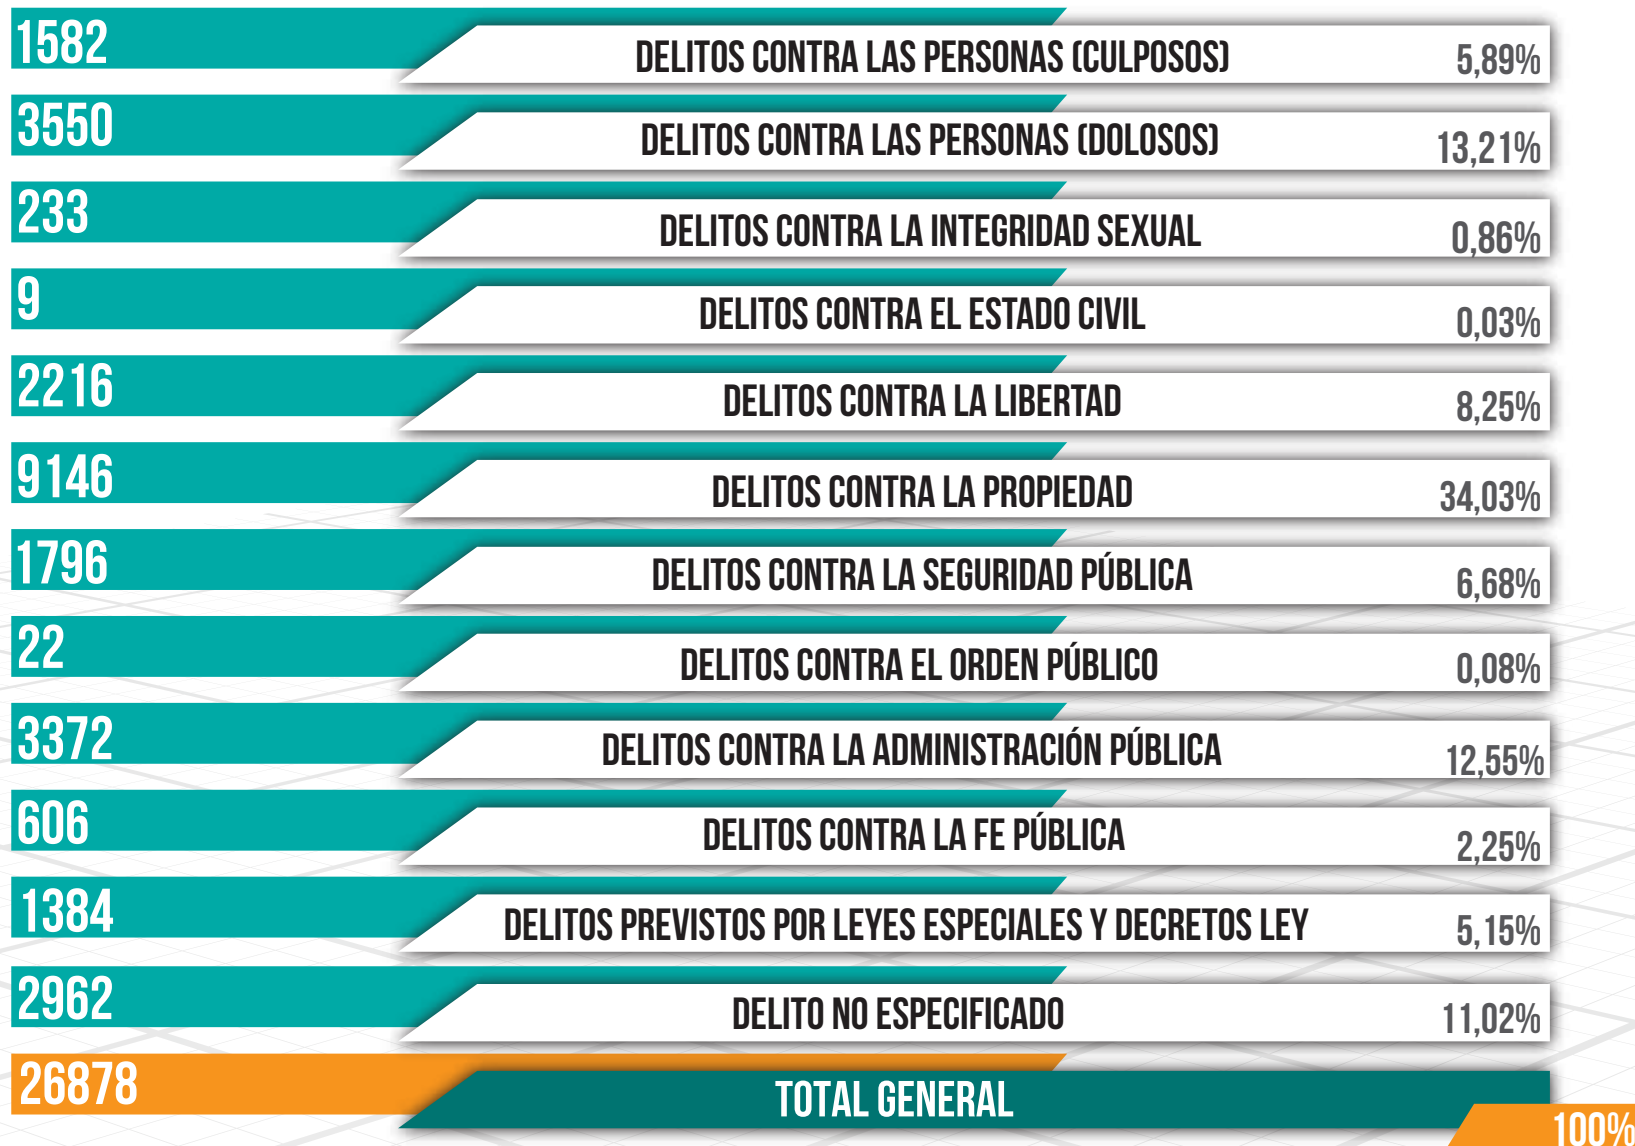 1582 DELITOS CONTRA LAS PERSONAS (CULPOSOS) 5,89%
3550 DELITOS CONTRA LAS PERSONAS (DOLOSOS) 13,21%
233 DELITOS CONTRA LA INTEGRIDAD SEXUAL 0,86%
9 DELITOS CONTRA EL ESTADO CIVIL 0,03%
2216 DELITOS CONTRA LA LIBERTAD 8,25%
9146 DELITOS CONTRA LA PROPIEDAD 34,03%
1796 DELITOS CONTRA LA SEGURIDAD PÚBLICA 6,68%
22 DELITOS CONTRA EL ORDEN PÚBLICO 0,08%
3372 DELITOS CONTRA LA ADMINISTRACIÓN PÚBLICA 12,55%
606 DELITOS CONTRA LA FE PÚBLICA 2,25%
1384 DELITOS PREVISTOS POR LEYES ESPECIALES Y DECRETOS LEY 5,15%
2962 DELITO NO ESPECIFICADO 11,02%
26878 TOTAL GENERAL 100%